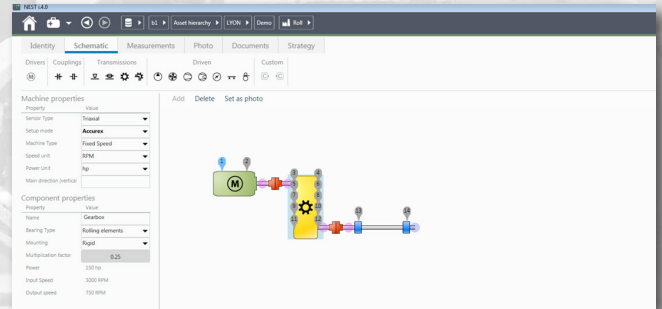 NEST i4.0
b1 Asset hierarchy LYON Demo Roll
Identity Schematic Measurements Photo Documents Strategy
Drivers Couplings Transmissions Driven Custom
M
Machine properties Add Delete Set as photo
Property Value
Sensor Type Triaxial
Setup mode Accurex
Machine Type Fixed Speed
Speed unit RPM
Power Unit hp
Main direction (vertical
Component properties
Property Value
Name Gearbox
Bearing Type Rolling elements
Mounting Rigid
Multiplication factor 0.25
Power 250 hp
Input Speed 3000 RPM
Output speed 750 RPM
1 2
3 4
M
5 6
7 8
9 10
11 12
13 14